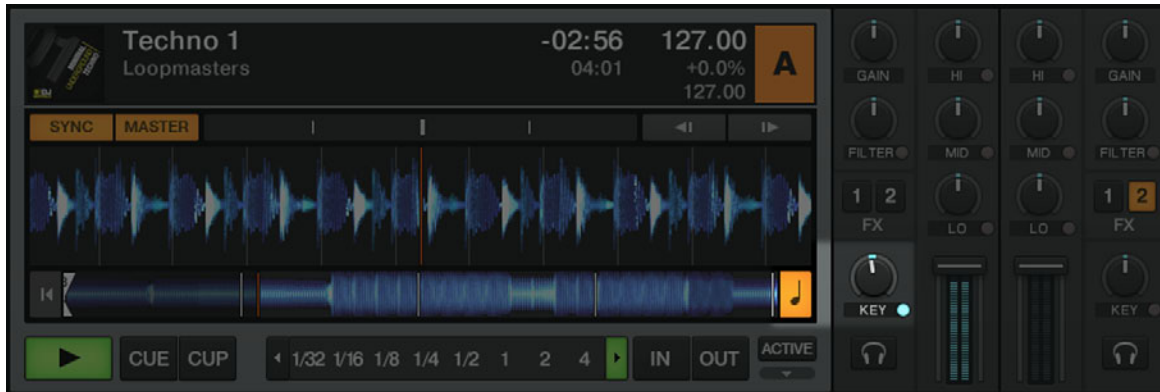 Techno 1
Loopmasters
-02:56
04:01
127.00
+0.0%
127.00
A
SYNC MASTER
CUE CUP
1/32 1/16 1/8 1/4 1/2 1 2 4
IN OUT
ACTIVE
GAIN HI HI GAIN
FILTER MID MID FILTER
1 2
FX
LO LO
1 2
FX
KEY
KEY